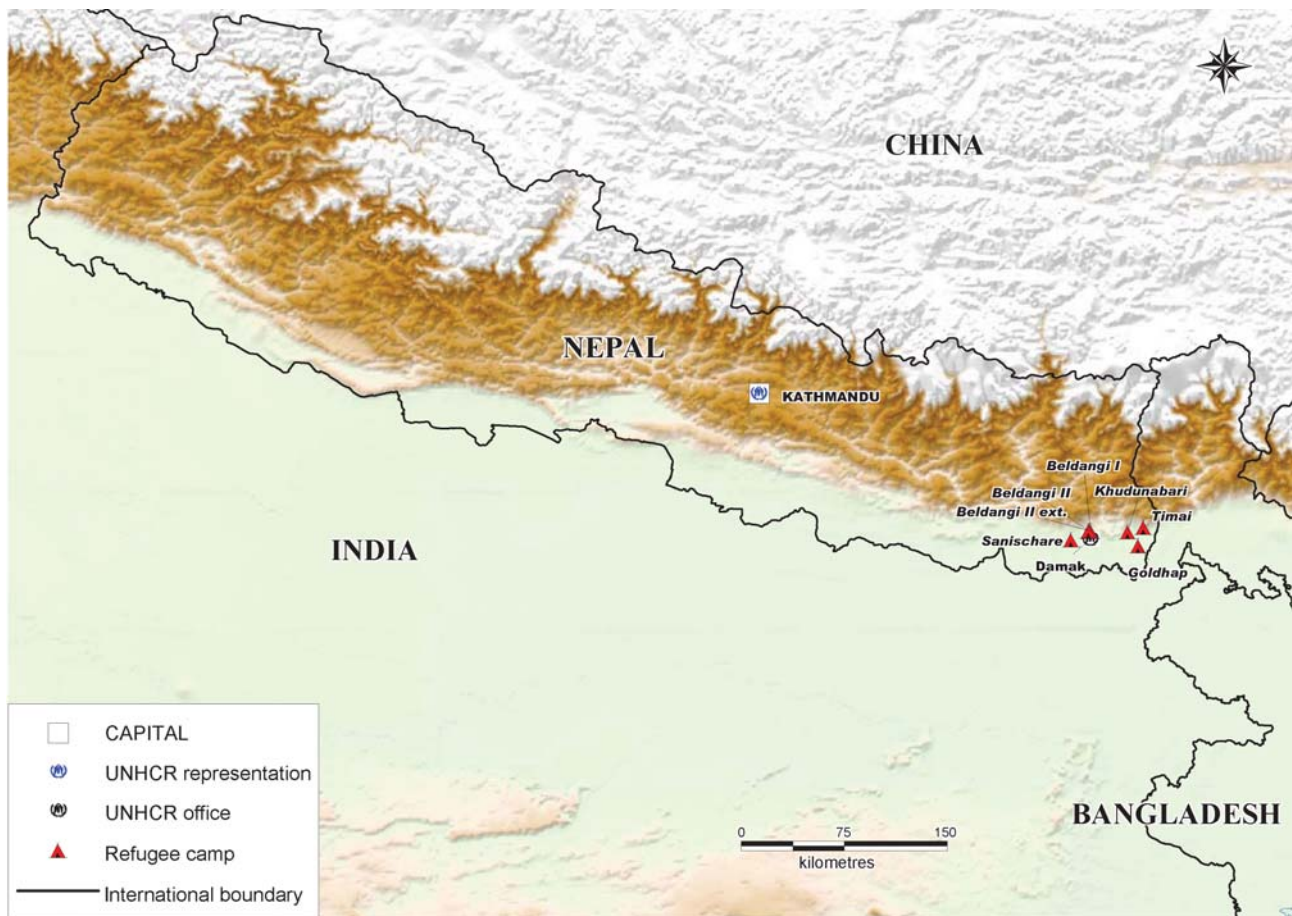 CHINA
NEPAL
KATHMANDU
Beldangi I
Beldangi II
Khudunabari
Beldangi II ext.
Timai
Sanischare
Damak
Goldhap
INDIA
BANGLADESH
CAPITAL
UNHCR representation
UNHCR office
Refugee camp
International boundary
0 75 150
kilometres